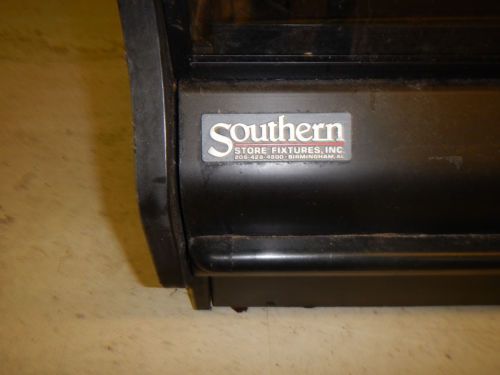 Southern
STORE FIXTURES, INC.
205-428-4800 • BIRMINGHAM, AL